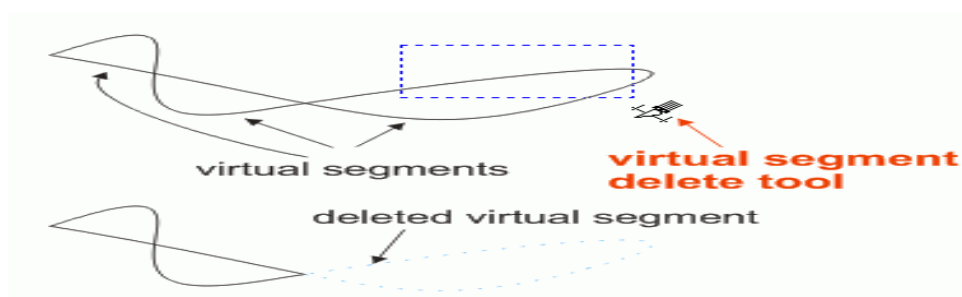 virtual segments
virtual segment
delete tool
deleted virtual segment